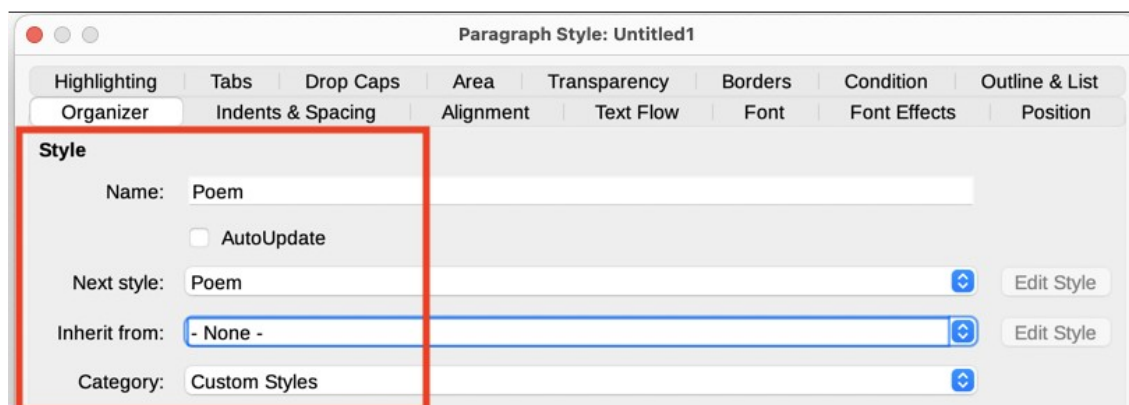 Paragraph Style: Untitled1
Highlighting Tabs Drop Caps Area Transparency Borders Condition Outline & List
Organizer Indents & Spacing Alignment Text Flow Font Font Effects Position
Style
Name: Poem
AutoUpdate
Next style: Poem Edit Style
Inherit from: - None - Edit Style
Category: Custom Styles